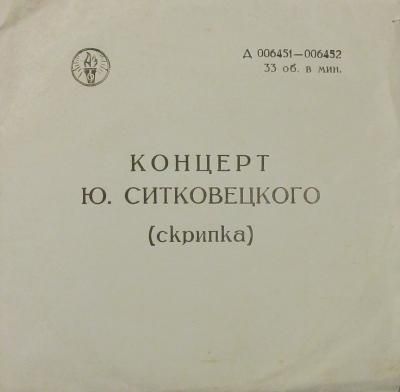 Д 006451—006452
33 об. в мин.
КОНЦЕРТ
Ю. СИТКОВЕЦКОГО
(скрипка)